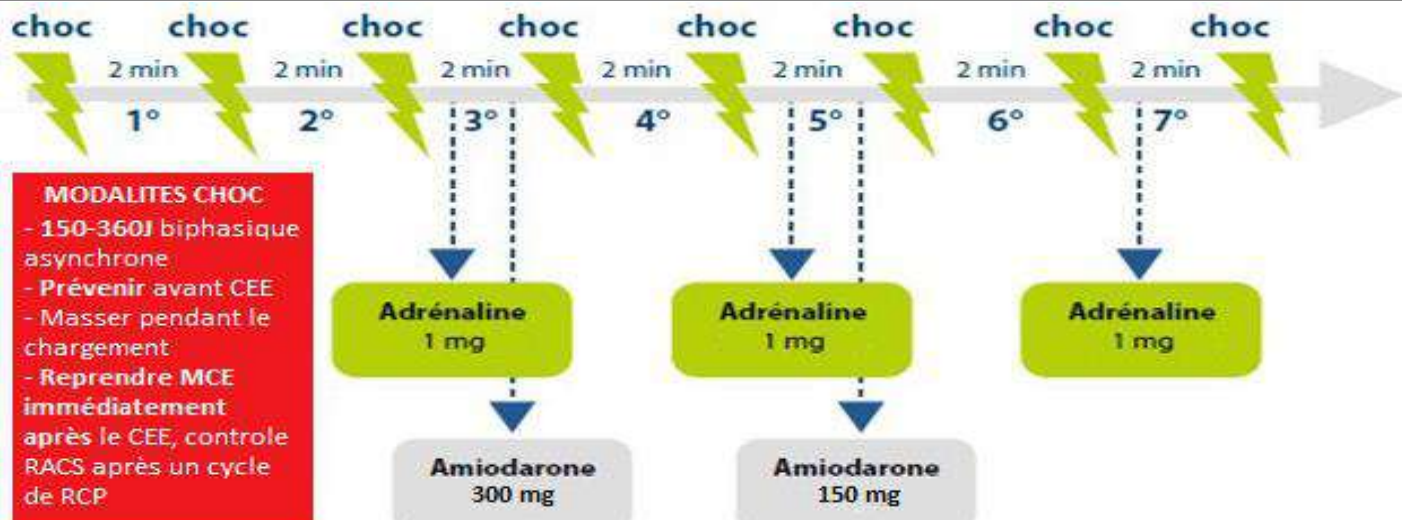 choc choc choc choc choc choc choc choc
2 min 2 min 2 min 2 min 2 min 2 min 2 min
1° 2° 3° 4° 5° 6° 7°
MODALITES CHOC
- 150-360J biphasique
asynchrone
- Prévenir avant CEE
- Masser pendant le
chargement
- Reprendre MCE
immédiatement
après le CEE, controle
RACS après un cycle
de RCP
Adrénaline
1 mg
Adrénaline
1 mg
Adrénaline
1 mg
Amiodarone
300 mg
Amiodarone
150 mg